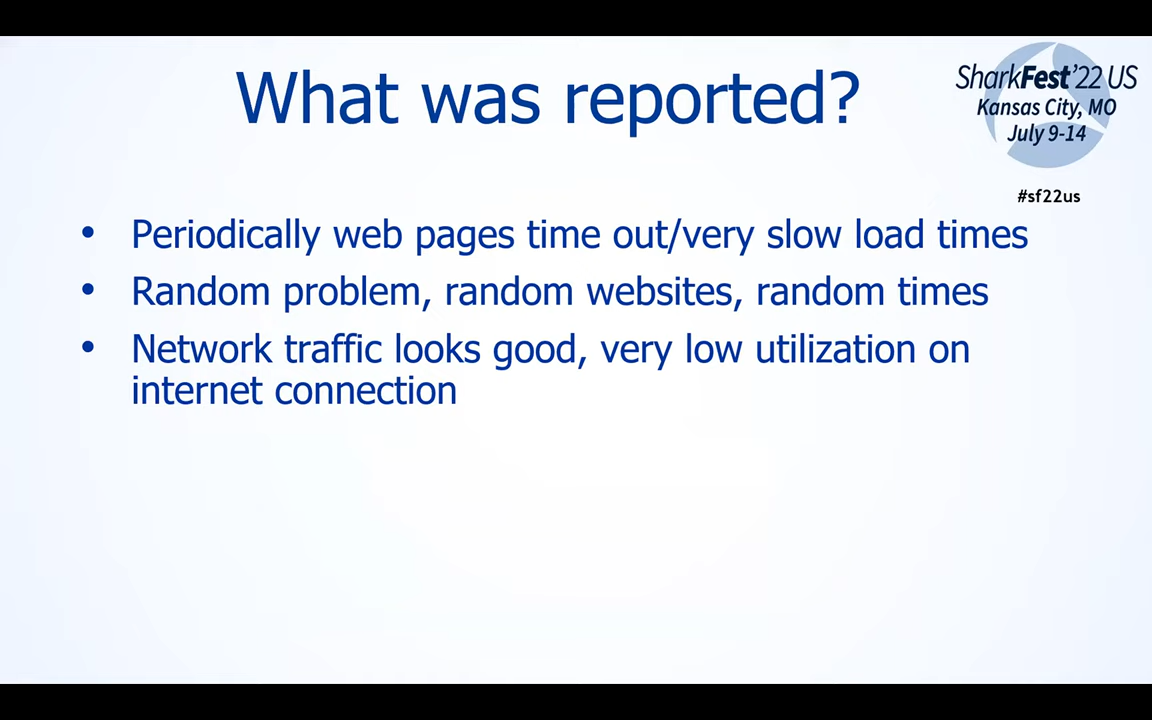 What was reported?
SharkFest'22 US
Kansas City, MO
July 9-14
#sf22us
• Periodically web pages time out/very slow load times
• Random problem, random websites, random times
• Network traffic looks good, very low utilization on
internet connection